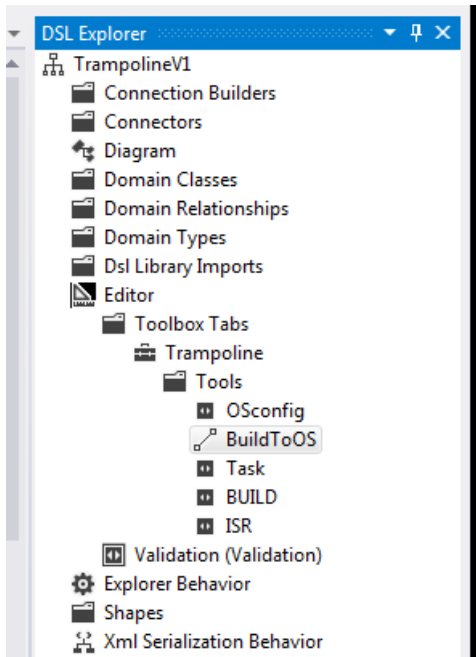 DSL Explorer
TrampolineV1
Connection Builders
Connectors
Diagram
Domain Classes
Domain Relationships
Domain Types
Dsl Library Imports
Editor
Toolbox Tabs
Trampoline
Tools
OSconfig
BuildToOS
Task
BUILD
ISR
Validation (Validation)
Explorer Behavior
Shapes
Xml Serialization Behavior